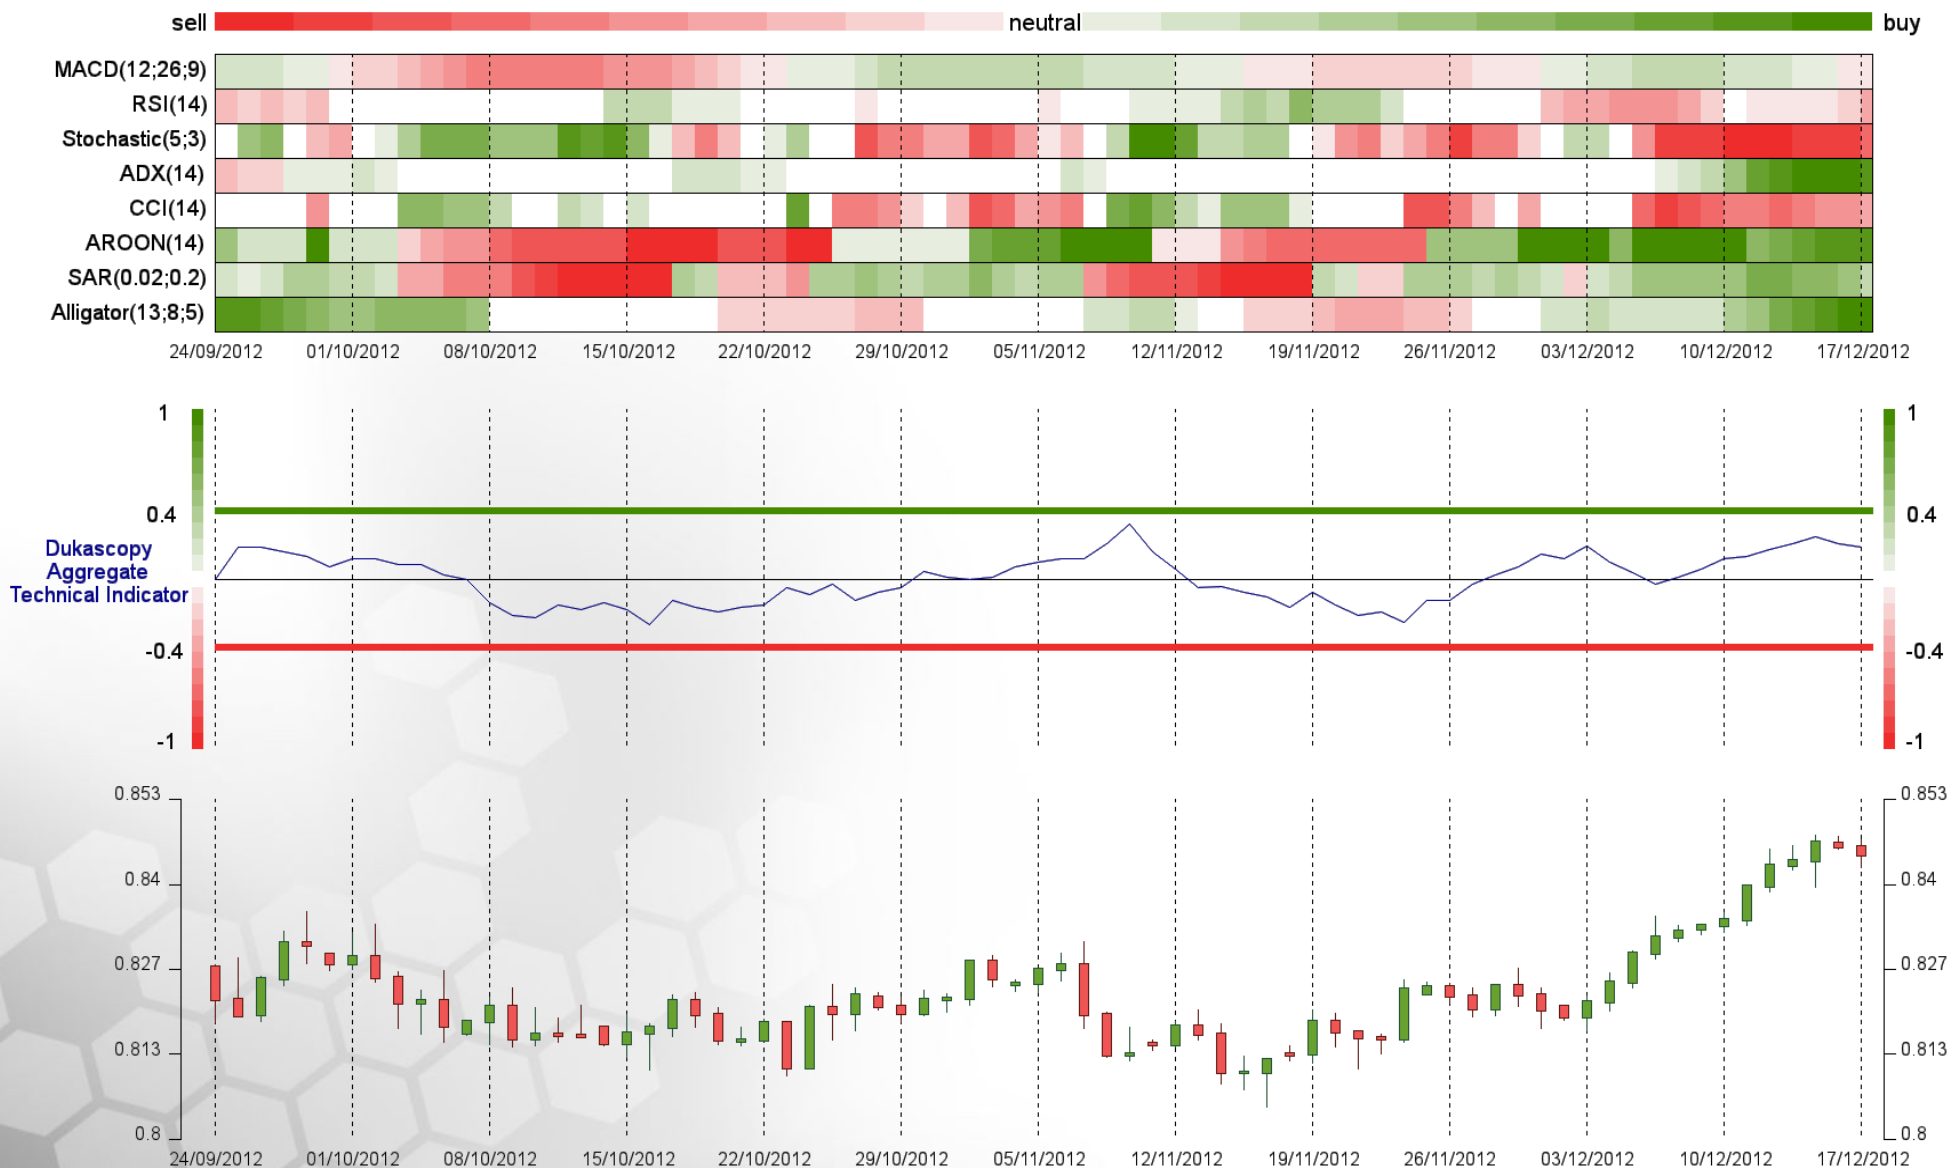 sell neutral buy
MACD(12;26;9)
RSI(14)
Stochastic(5;3)
ADX(14)
CCI(14)
AROON(14)
SAR(0.02;0.2)
Alligator(13;8;5)
24/09/2012 01/10/2012 08/10/2012 15/10/2012 22/10/2012 29/10/2012 05/11/2012 12/11/2012 19/11/2012 26/11/2012 03/12/2012 10/12/2012 17/12/2012
1 1
0.4 0.4
Dukascopy
Aggregate
Technical Indicator
-0.4 -0.4
-1 -1
0.853 0.853
0.84 0.84
0.827 0.827
0.813 0.813
0.8 0.8
24/09/2012 01/10/2012 08/10/2012 15/10/2012 22/10/2012 29/10/2012 05/11/2012 12/11/2012 19/11/2012 26/11/2012 03/12/2012 10/12/2012 17/12/2012